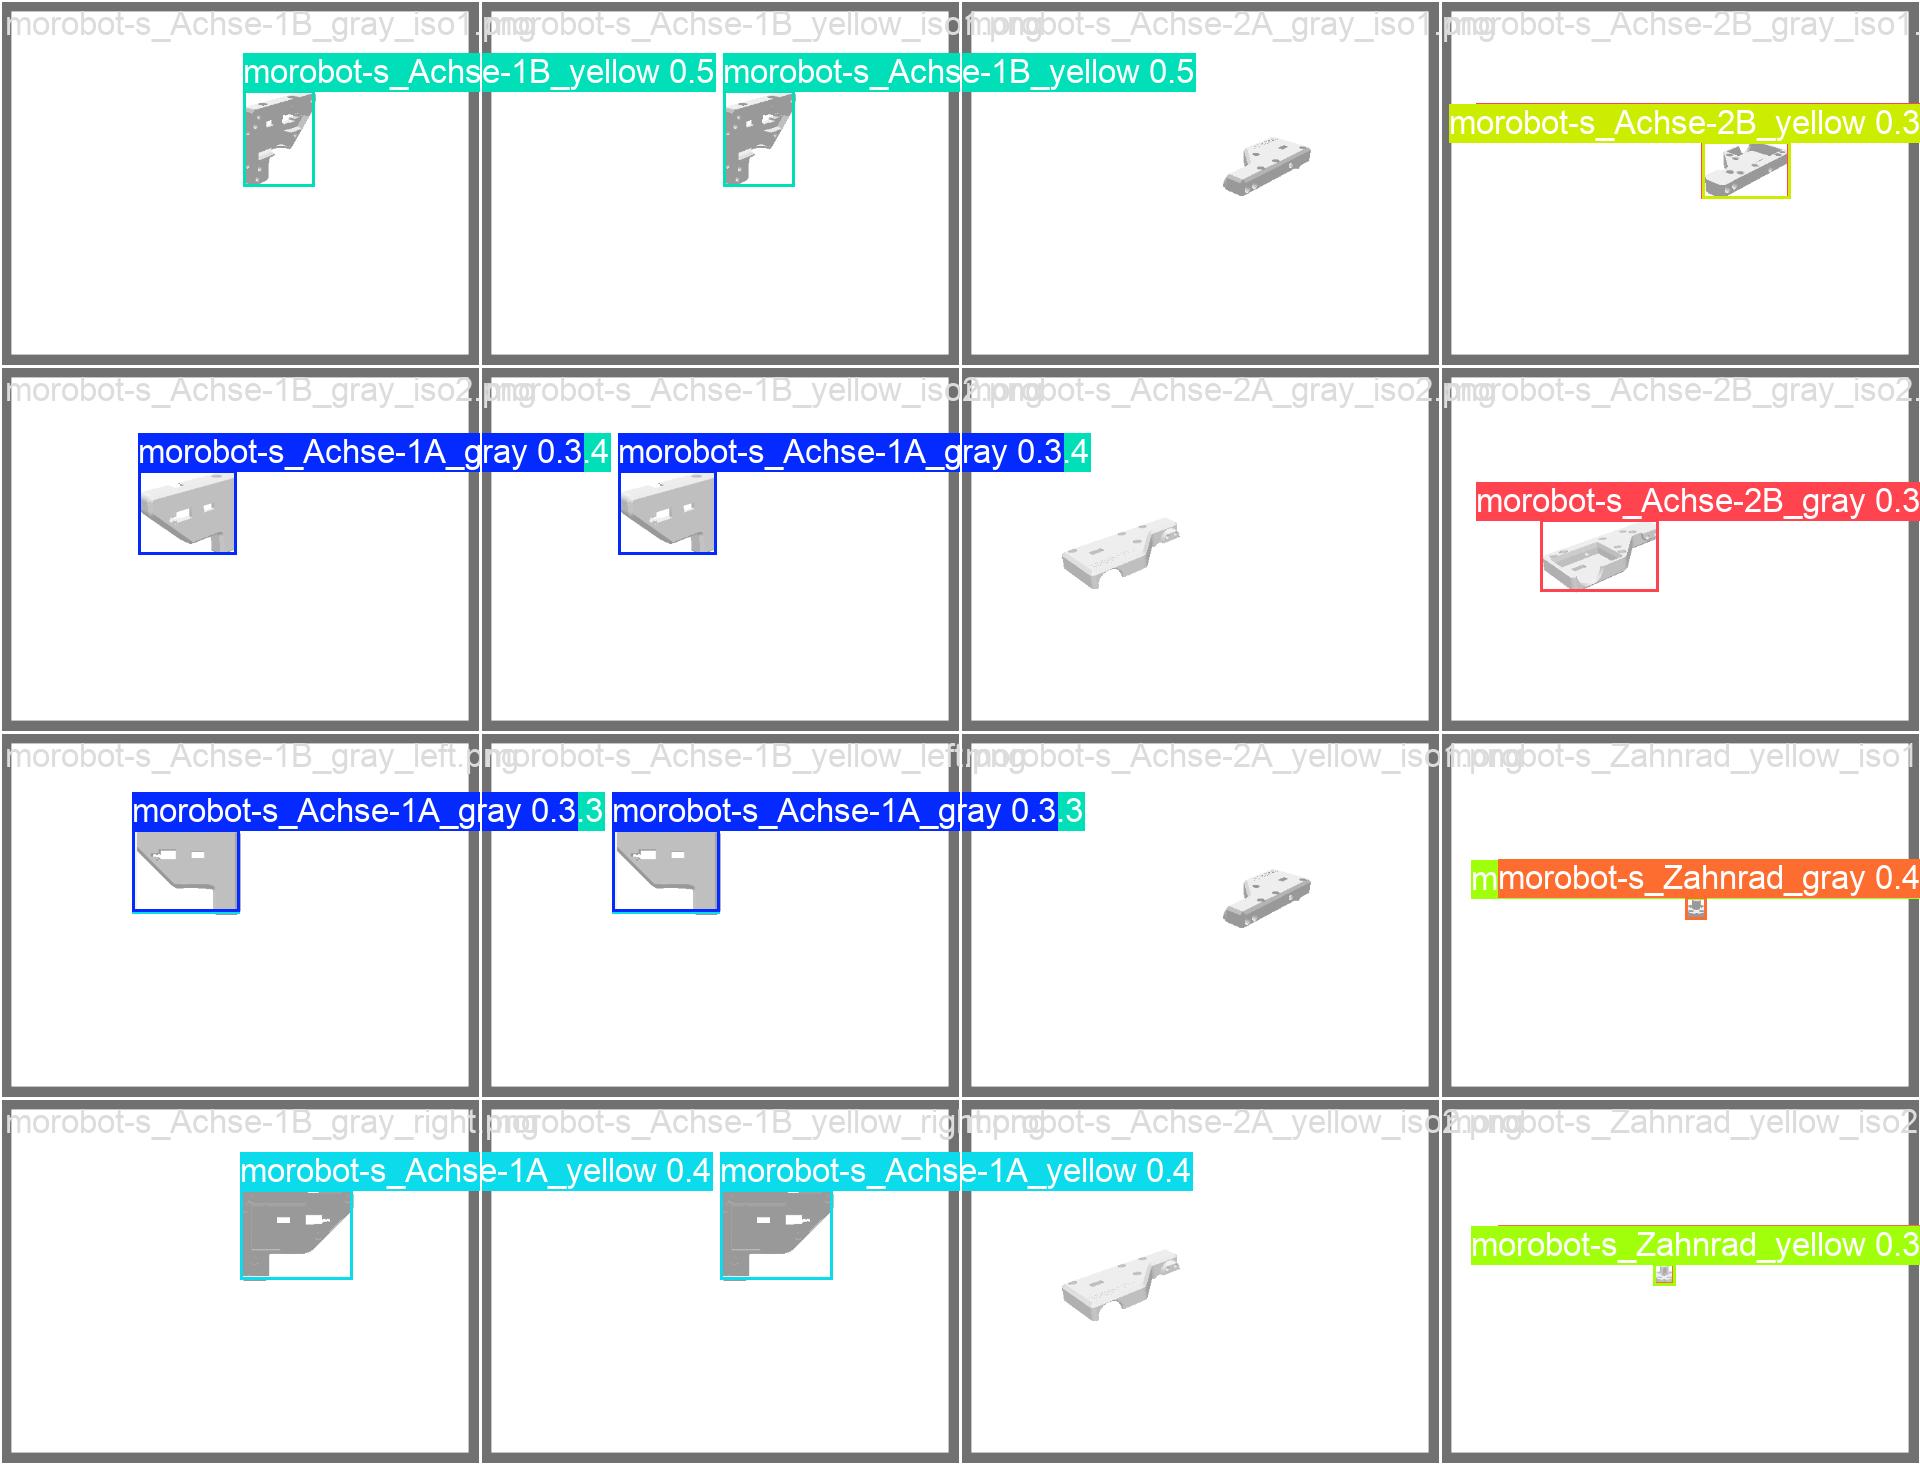 morobot-s_Achse-1B_gray_iso1.png
morobot-s_Achse-1B_yellow_iso1.png
morobot-s_Achse-2A_gray_iso1.png
morobot-s_Achse-2B_gray_iso1.
morobot-s_Achse-1B_yellow 0.5
morobot-s_Achse-1B_yellow 0.5
morobot-s_Achse-2B_yellow 0.3
morobot-s_Achse-1B_gray_iso2.png
morobot-s_Achse-1B_yellow_iso2.png
morobot-s_Achse-2A_gray_iso2.png
morobot-s_Achse-2B_gray_iso2.
morobot-s_Achse-1A_gray 0.3
.4
morobot-s_Achse-1A_gray 0.3
.4
morobot-s_Achse-2B_gray 0.3
morobot-s_Achse-1B_gray_left.png
morobot-s_Achse-1B_yellow_left.png
morobot-s_Achse-2A_yellow_iso1.png
morobot-s_Zahnrad_yellow_iso1
morobot-s_Achse-1A_gray 0.3
.3
morobot-s_Achse-1A_gray 0.3
.3
m
morobot-s_Zahnrad_gray 0.4
morobot-s_Achse-1B_gray_right.png
morobot-s_Achse-1B_yellow_right.png
morobot-s_Achse-2A_yellow_iso2.png
morobot-s_Zahnrad_yellow_iso2
morobot-s_Achse-1A_yellow 0.4
morobot-s_Achse-1A_yellow 0.4
morobot-s_Zahnrad_yellow 0.3